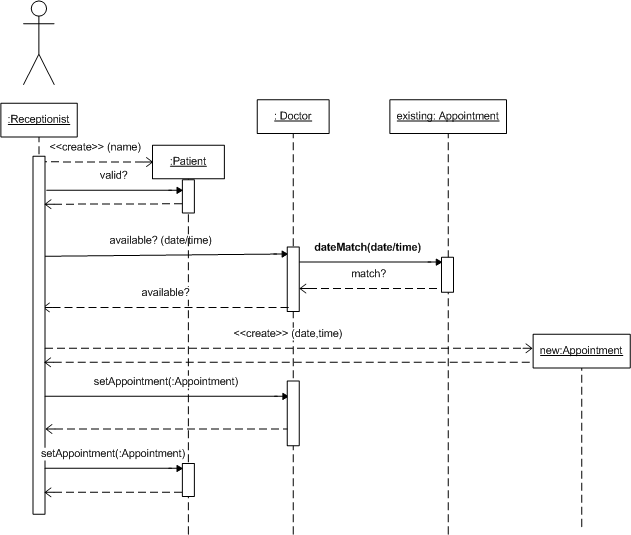 :Receptionist
: Doctor
existing: Appointment
<<create>> (name)
:Patient
valid?
available? (date/time)
dateMatch(date/time)
match?
available?
<<create>> (date,time)
new:Appointment
setAppointment(:Appointment)
setAppointment(:Appointment)